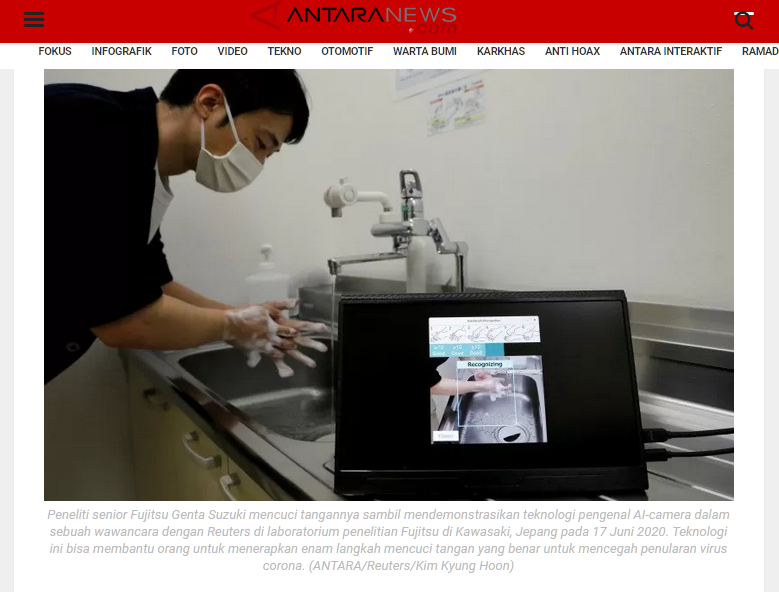 ANTARANEWS
.com
FOKUS INFOGRAFIK FOTO VIDEO TEKNO OTOMOTIF WARTA BUMI KARKHAS ANTI HOAX ANTARA INTERAKTIF RAMAD
Recognizing
Peneliti senior Fujitsu Genta Suzuki mencuci tangannya sambil mendemonstrasikan teknologi pengenal AI-camera dalam
sebuah wawancara dengan Reuters di laboratorium penelitian Fujitsu di Kawasaki, Jepang pada 17 Juni 2020. Teknologi
ini bisa membantu orang untuk menerapkan enam langkah mencuci tangan yang benar untuk mencegah penularan virus
corona. (ANTARA/Reuters/Kim Kyung Hoon)